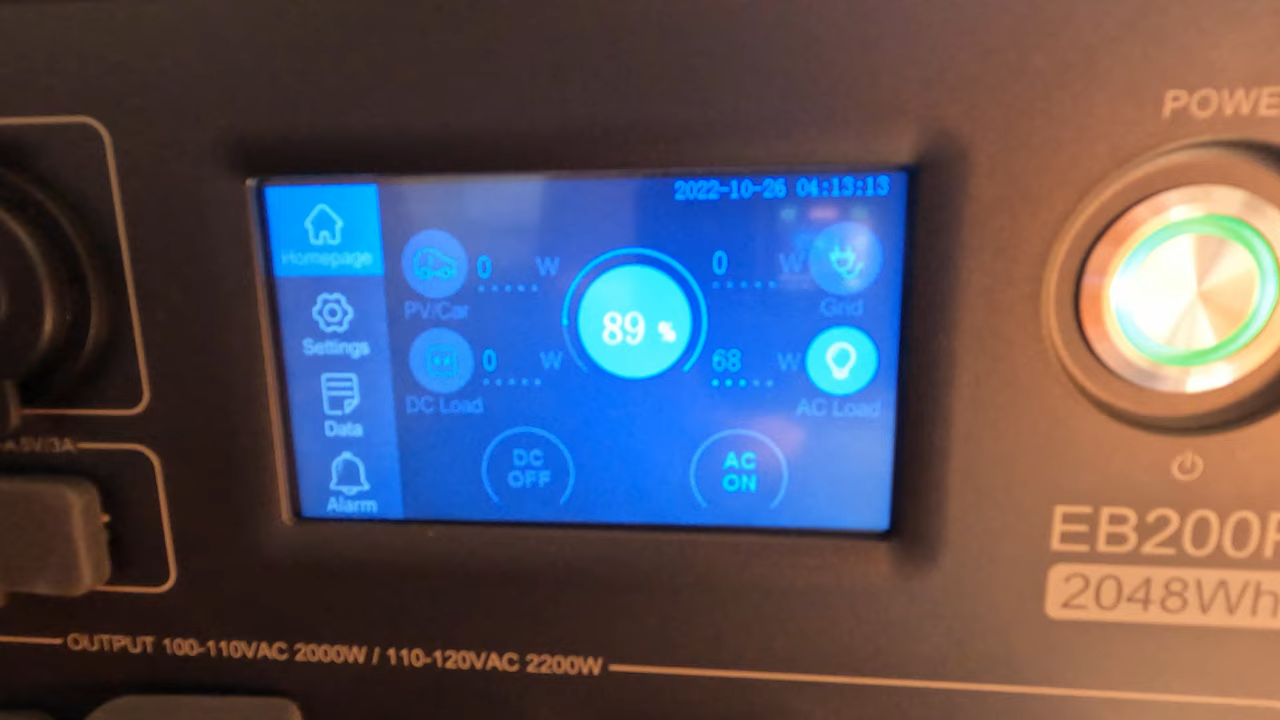 POWE
2022-10-26 04:13:13
Homepage
0 W
PV/Car
0 W
Grid
89 %
Settings
0 W
DC Load
68 W
AC Load
Data
DC
OFF
AC
ON
Alarm
EB200P
2048Wh
OUTPUT 100-110VAC 2000W / 110-120VAC 2200W